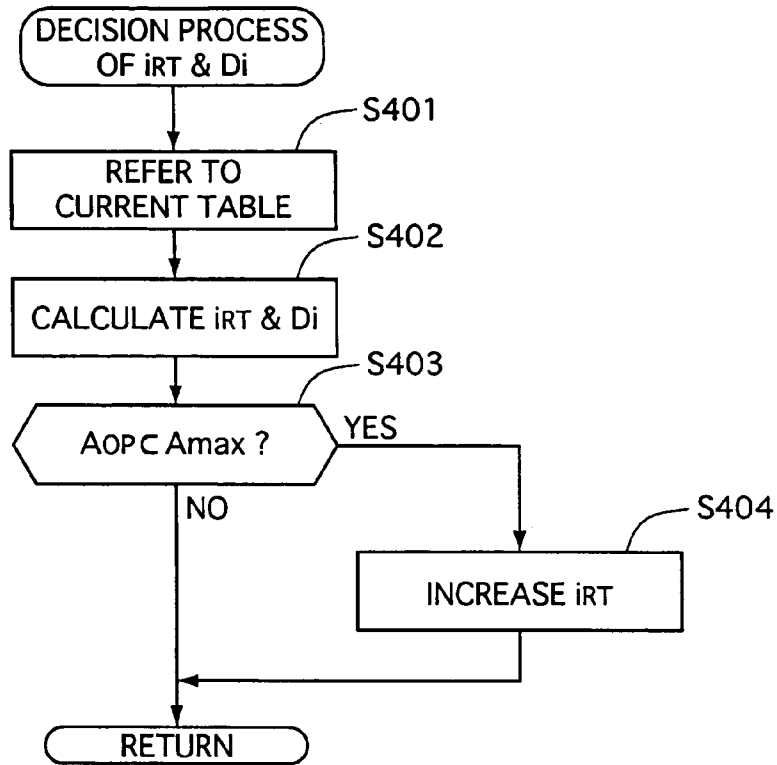 DECISION PROCESS
OF iRT & Di
S401
REFER TO
CURRENT TABLE
S402
CALCULATE iRT & Di
S403
AOP⊂Amax ?
YES
NO
S404
INCREASE iRT
RETURN